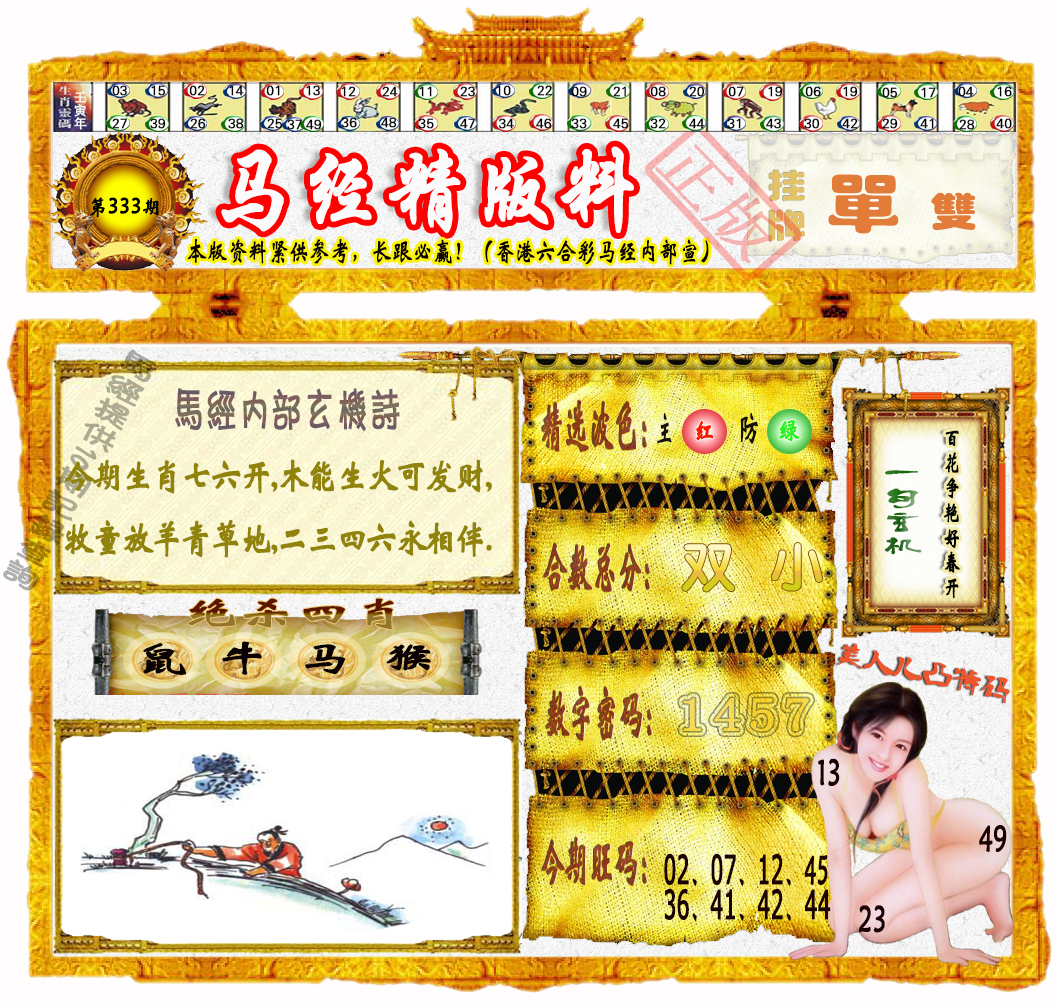 生肖靈碼
壬寅年
03 15 27 39
02 14 26 38
01 13 25 37 49
12 24 36 48
11 23 35 47
10 22 34 46
09 21 33 45
08 20 32 44
07 19 31 43
06 19 30 42
05 17 29 41
04 16 28 40
第333期
马经精版料
正版
挂牌
單 雙
本版资料紧供参考，长跟必赢！（香港六合彩马经内部宣）
馬經内部玄機詩
今期生肖七六开,木能生火可发财,
牧童放羊青草地,二三四六永相伴.
绝杀四肖
鼠 牛 马 猴
精选波色: 主 红 防 绿
合数总分: 双 小
数字密码: 1457
今期旺码: 02、07、12、45
36、41、42、44
百花争艳好春开
一句玄机
美人儿凸特码
13
49
23